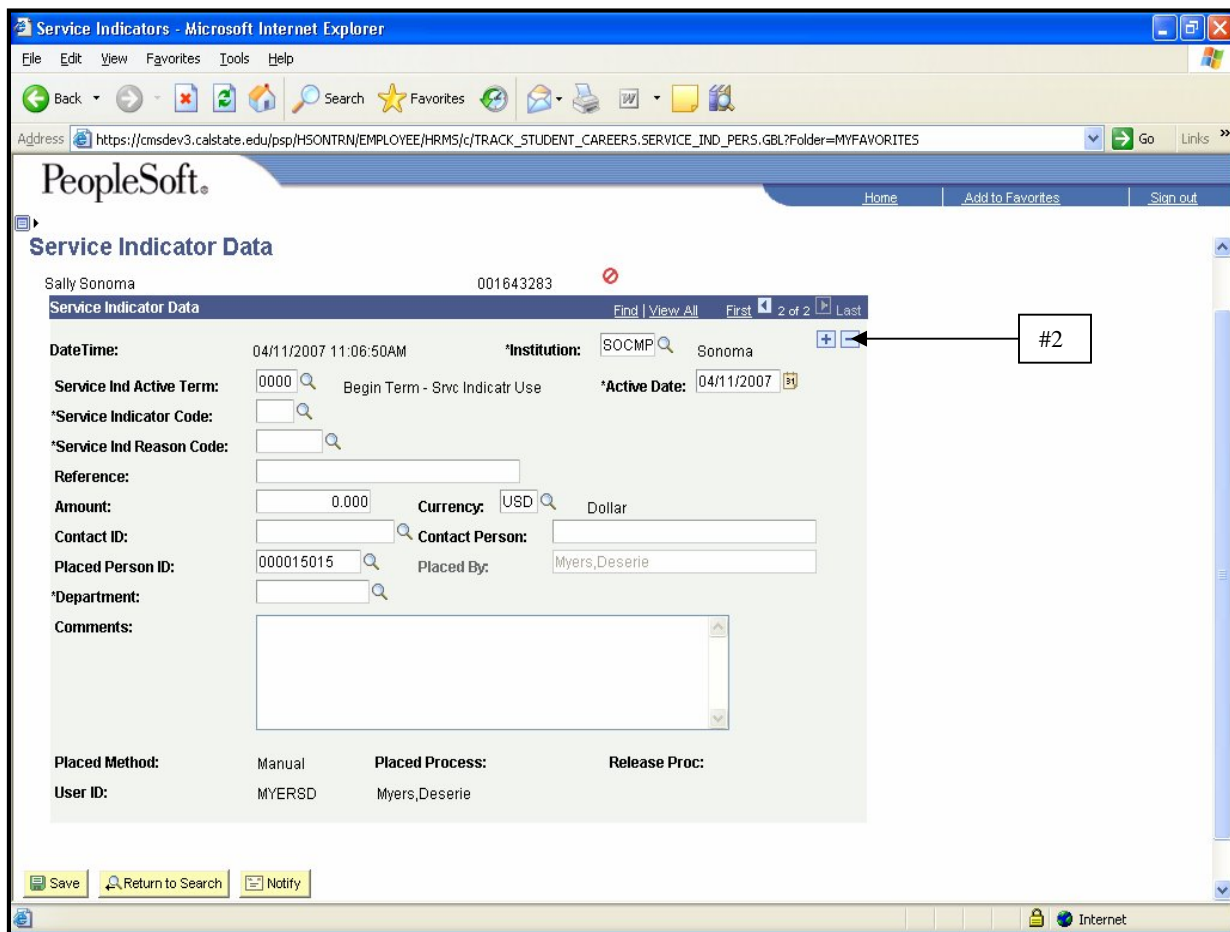 Service Indicators - Microsoft Internet Explorer
File Edit View Favorites Tools Help
Back Search Favorites
Address https://cmsdev3.calstate.edu/psp/HSONTRN/EMPLOYEE/HRMS/c/TRACK_STUDENT_CAREERS.SERVICE_IND_PERS.GBL?Folder=MYFAVORITES Go Links »
PeopleSoft.
Home Add to Favorites Sign out
Service Indicator Data
Sally Sonoma 001643283
Service Indicator Data Find | View All First 2 of 2 Last
DateTime: 04/11/2007 11:06:50AM *Institution: SOCMP Sonoma + - #2
Service Ind Active Term: 0000 Begin Term - Srvc Indicatr Use *Active Date: 04/11/2007 31
*Service Indicator Code:
*Service Ind Reason Code:
Reference:
Amount: 0.000 Currency: USD Dollar
Contact ID: Contact Person:
Placed Person ID: 000015015 Placed By: Myers,Deserie
*Department:
Comments:
Placed Method: Manual Placed Process: Release Proc:
User ID: MYERSD Myers,Deserie
Save Return to Search Notify
Internet